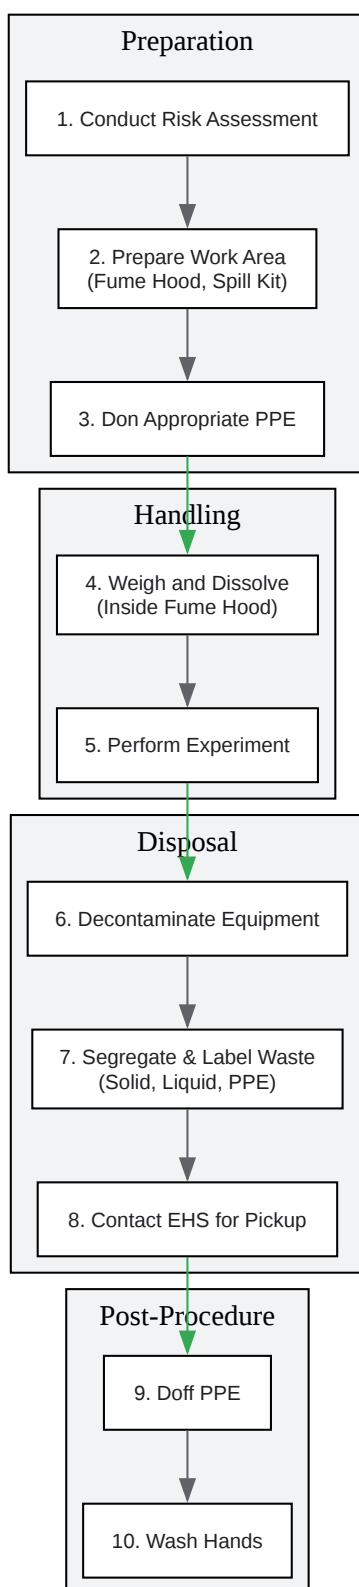 Preparation
1. Conduct Risk Assessment
2. Prepare Work Area
(Fume Hood, Spill Kit)
3. Don Appropriate PPE
Handling
4. Weigh and Dissolve
(Inside Fume Hood)
5. Perform Experiment
Disposal
6. Decontaminate Equipment
7. Segregate & Label Waste
(Solid, Liquid, PPE)
8. Contact EHS for Pickup
Post-Procedure
9. Doff PPE
10. Wash Hands